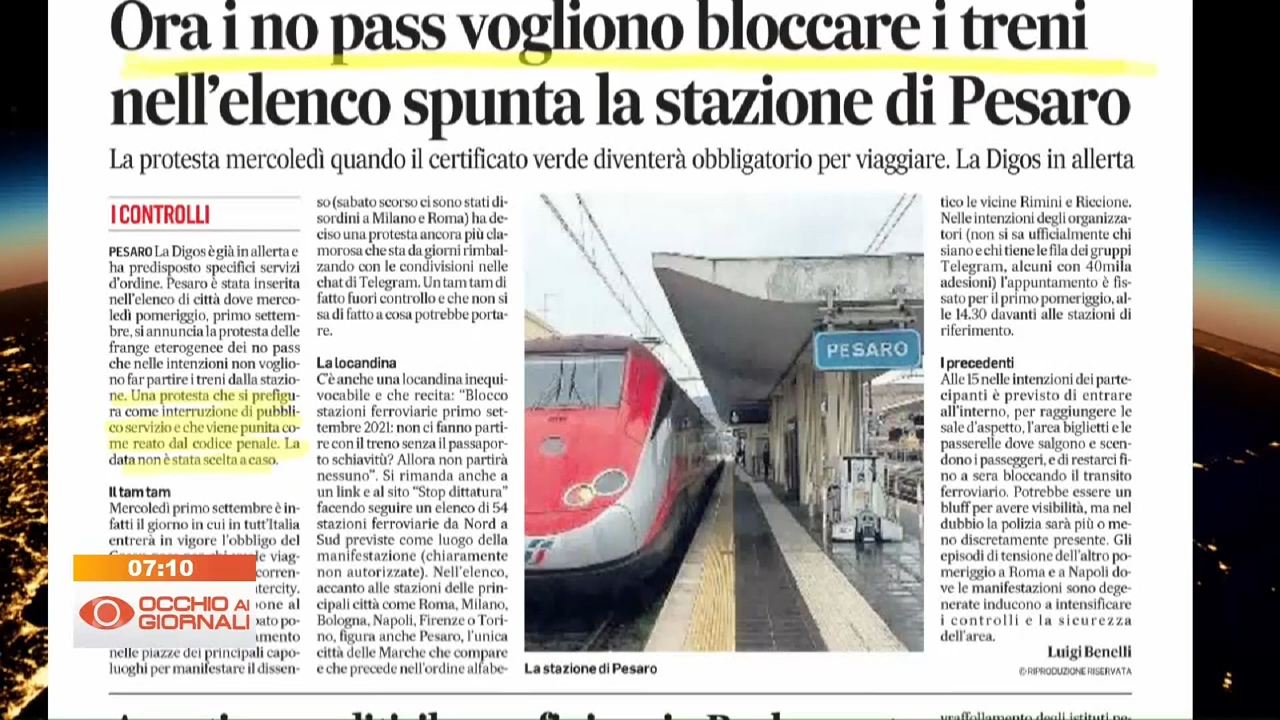 Ora i no pass vogliono bloccare i treni
nell'elenco spunta la stazione di Pesaro
La protesta mercoledì quando il certificato verde diventerà obbligatorio per viaggiare. La Digos in allerta
I CONTROLLI
PESARO La Digos è già in allerta e
ha predisposto specifici servizi
d'ordine. Pesaro è stata inserita
nell'elenco di città dove merco-
ledì pomeriggio, primo settem-
bre, si annuncia la protesta delle
frange eterogence dei no pass
che nelle intenzioni non voglio-
no far partire i treni dalla stazio-
ne. Una protesta che si prefigu-
ra come interruzione di pubbli-
co servizio e che viene punita co-
me reato dal codice penale. La
data non è stata scelta a caso.
Il tam tam
Mercoledì primo settembre è in-
fatti il giorno in cui in tutt'Italia
entrerà in vigore l'obbligo del
le viag-
corren-
tercity.
one al
ato po-
amento
nelle piazze dei principali capo-
luoghi per manifestare il dissen-
so (sabato scorso ci sono stati di-
sordini a Milano e Roma) ha de-
ciso una protesta ancora più cla-
morosa che sta da giorni rimbal-
zando con le condivisioni nelle
chat di Telegram. Un tam tam di
fatto fuori controllo e che non si
sa di fatto a cosa potrebbe porta-
re.
La locandina
C'è anche una locandina inequi-
vocabile e che recita: "Blocco
stazioni ferroviarie primo set-
tembre 2021: non ci fanno parti-
re con il treno senza il passapor-
to schiavitù? Allora non partirà
nessuno". Si rimanda anche a
un link e al sito "Stop dittatura"
facendo seguire un elenco di 54
stazioni ferroviarie da Nord a
Sud previste come luogo della
manifestazione (chiaramente
non autorizzate). Nell'elenco,
accanto alle stazioni delle prin-
cipali città come Roma, Milano,
Bologna, Napoli, Firenze o Tori-
no, figura anche Pesaro, l'unica
città delle Marche che compare
e che precede nell'ordine alfabe-
PESARO
La stazione di Pesaro
tico le vicine Rimini e Riccione.
Nelle intenzioni degli organizza-
tori (non si sa ufficialmente chi
siano e chi tiene le fila dei gruppi
Telegram, alcuni con 40mila
adesioni) l'appuntamento è fis-
sato per il primo pomeriggio, al-
le 14.30 davanti alle stazioni di
riferimento.
I precedenti
Alle 15 nelle intenzioni dei parte-
cipanti è previsto di entrare
all'interno, per raggiungere le
sale d'aspetto, l'area biglietti e le
passerelle dove salgono e scen-
dono i passeggeri, e di restarci fi-
no a sera bloccando il transito
ferroviario. Potrebbe essere un
bluff per avere visibilità, ma nel
dubbio la polizia sarà più o me-
no discretamente presente. Gli
episodi di tensione dell'altro po-
meriggio a Roma e a Napoli do-
ve le manifestazioni sono dege-
nerate inducono a intensificare
i controlli e la sicurezza
dell'area.
Luigi Benelli
© RIPRODUZIONE RISERVATA
07:10
OCCHIO AI
GIORNALI